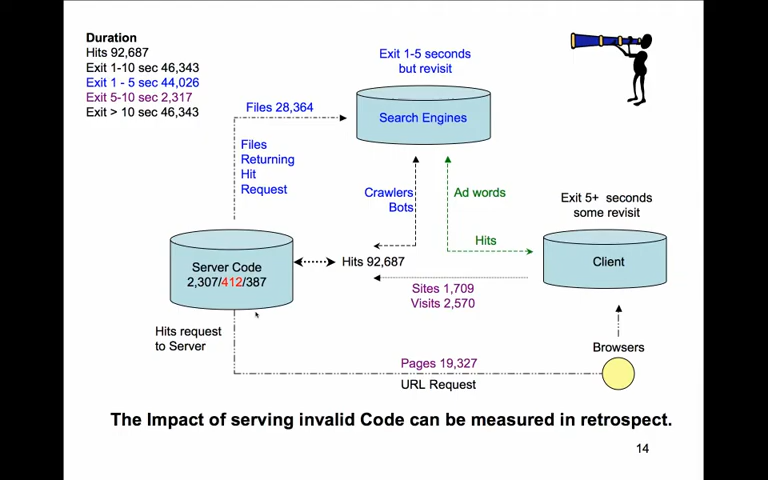 Duration
Hits 92,687
Exit 1-10 sec 46,343
Exit 1 - 5 sec 44,026
Exit 5-10 sec 2,317
Exit > 10 sec 46,343
Exit 1-5 seconds
but revisit
Files 28,364
Search Engines
Files
Returning
Hit
Request
Crawlers
Bots
Ad words
Exit 5+ seconds
some revisit
Hits
Server Code
2,307/412/387
Hits 92,687
Client
Sites 1,709
Visits 2,570
Hits request
to Server
Browsers
Pages 19,327
URL Request
The Impact of serving invalid Code can be measured in retrospect.
14